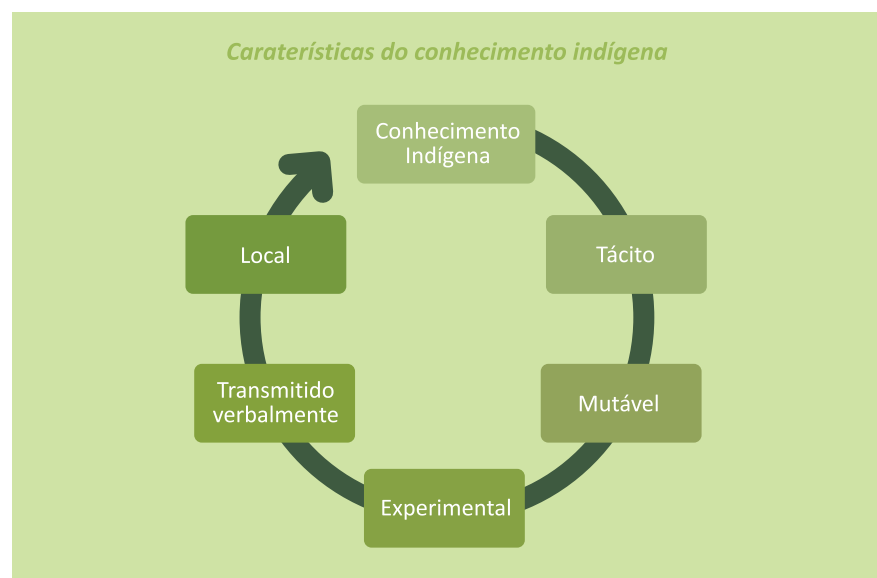 Caraterísticas do conhecimento indígena
Conhecimento
Indígena
Tácito
Mutável
Experimental
Transmitido
verbalmente
Local